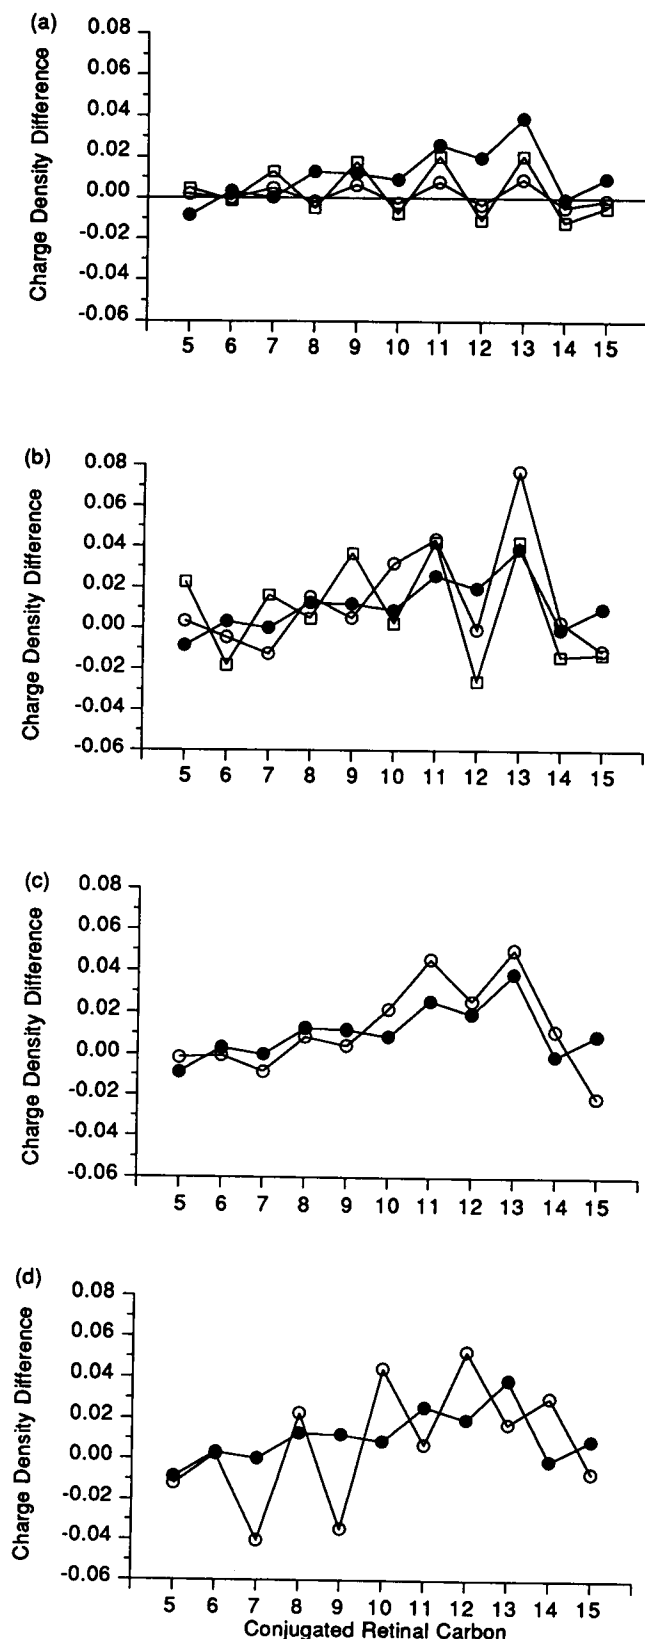 (a)
Charge Density Difference
0.08
0.06
0.04
0.02
0.00
-0.02
-0.04
-0.06
5 6 7 8 9 10 11 12 13 14 15
(b)
Charge Density Difference
0.08
0.06
0.04
0.02
0.00
-0.02
-0.04
-0.06
5 6 7 8 9 10 11 12 13 14 15
(c)
Charge Density Difference
0.08
0.06
0.04
0.02
0.00
-0.02
-0.04
-0.06
5 6 7 8 9 10 11 12 13 14 15
(d)
Charge Density Difference
0.08
0.06
0.04
0.02
0.00
-0.02
-0.04
-0.06
5 6 7 8 9 10 11 12 13 14 15
Conjugated Retinal Carbon